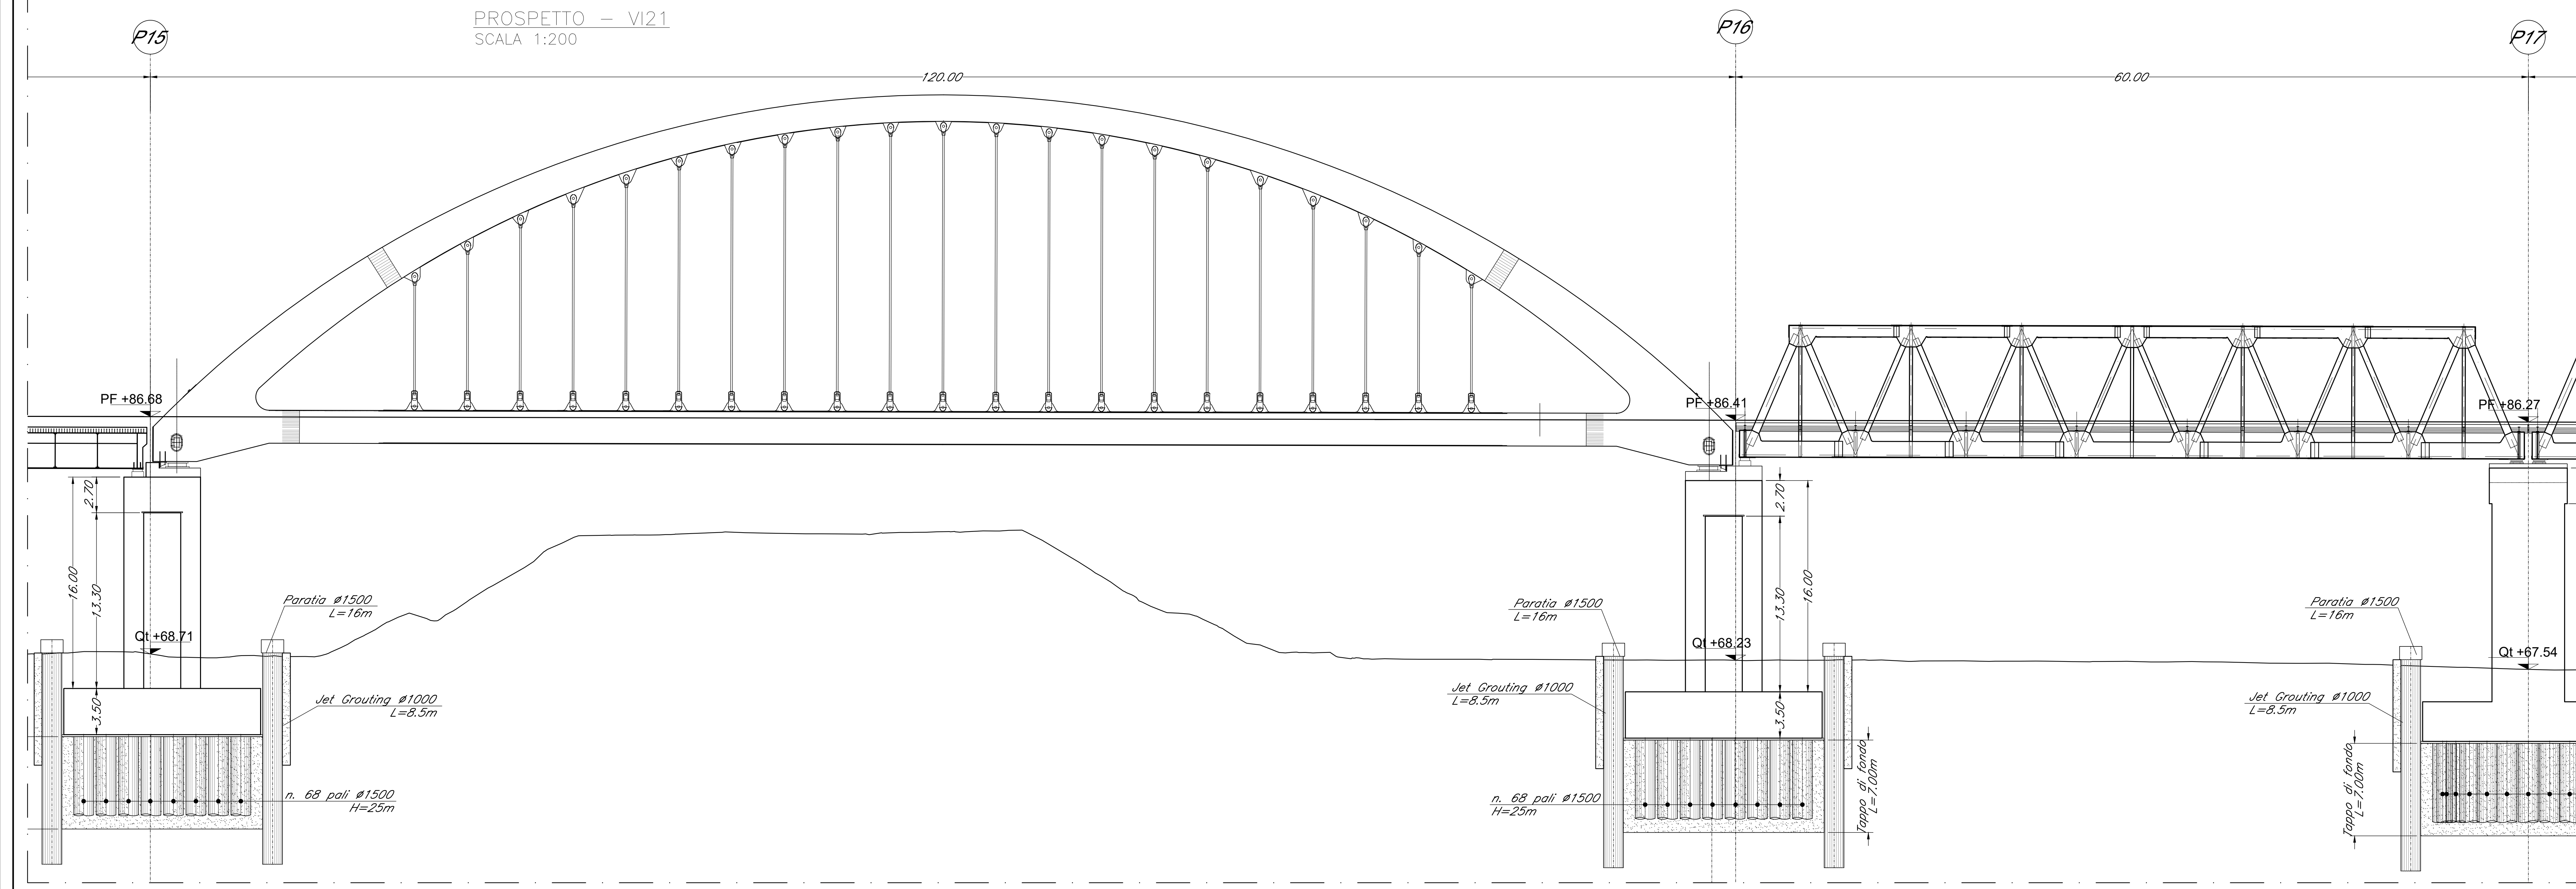 PROSPETTO - VI21
SCALA 1:200
P15
P16
P17
120.00
60.00
PF +86.68
PF +86.41
PF +86.27
2.70
16.00
13.30
3.50
Qt +68.71
Paratia ø1500
L=16m
Jet Grouting ø1000
L=8.5m
n. 68 pali ø1500
H=25m
2.70
13.30
16.00
3.50
Qt +68.23
Paratia ø1500
L=16m
Jet Grouting ø1000
L=8.5m
n. 68 pali ø1500
H=25m
Tappo di fondo
L=7.00m
Paratia ø1500
L=16m
Qt +67.54
Jet Grouting ø1000
L=8.5m
Tappo di fondo
L=7.00m